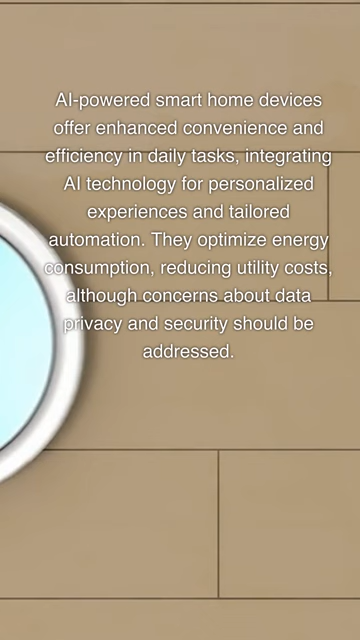 AI-powered smart home devices
offer enhanced convenience and
efficiency in daily tasks, integrating
AI technology for personalized
experiences and tailored
automation. They optimize energy
consumption, reducing utility costs,
although concerns about data
privacy and security should be
addressed.